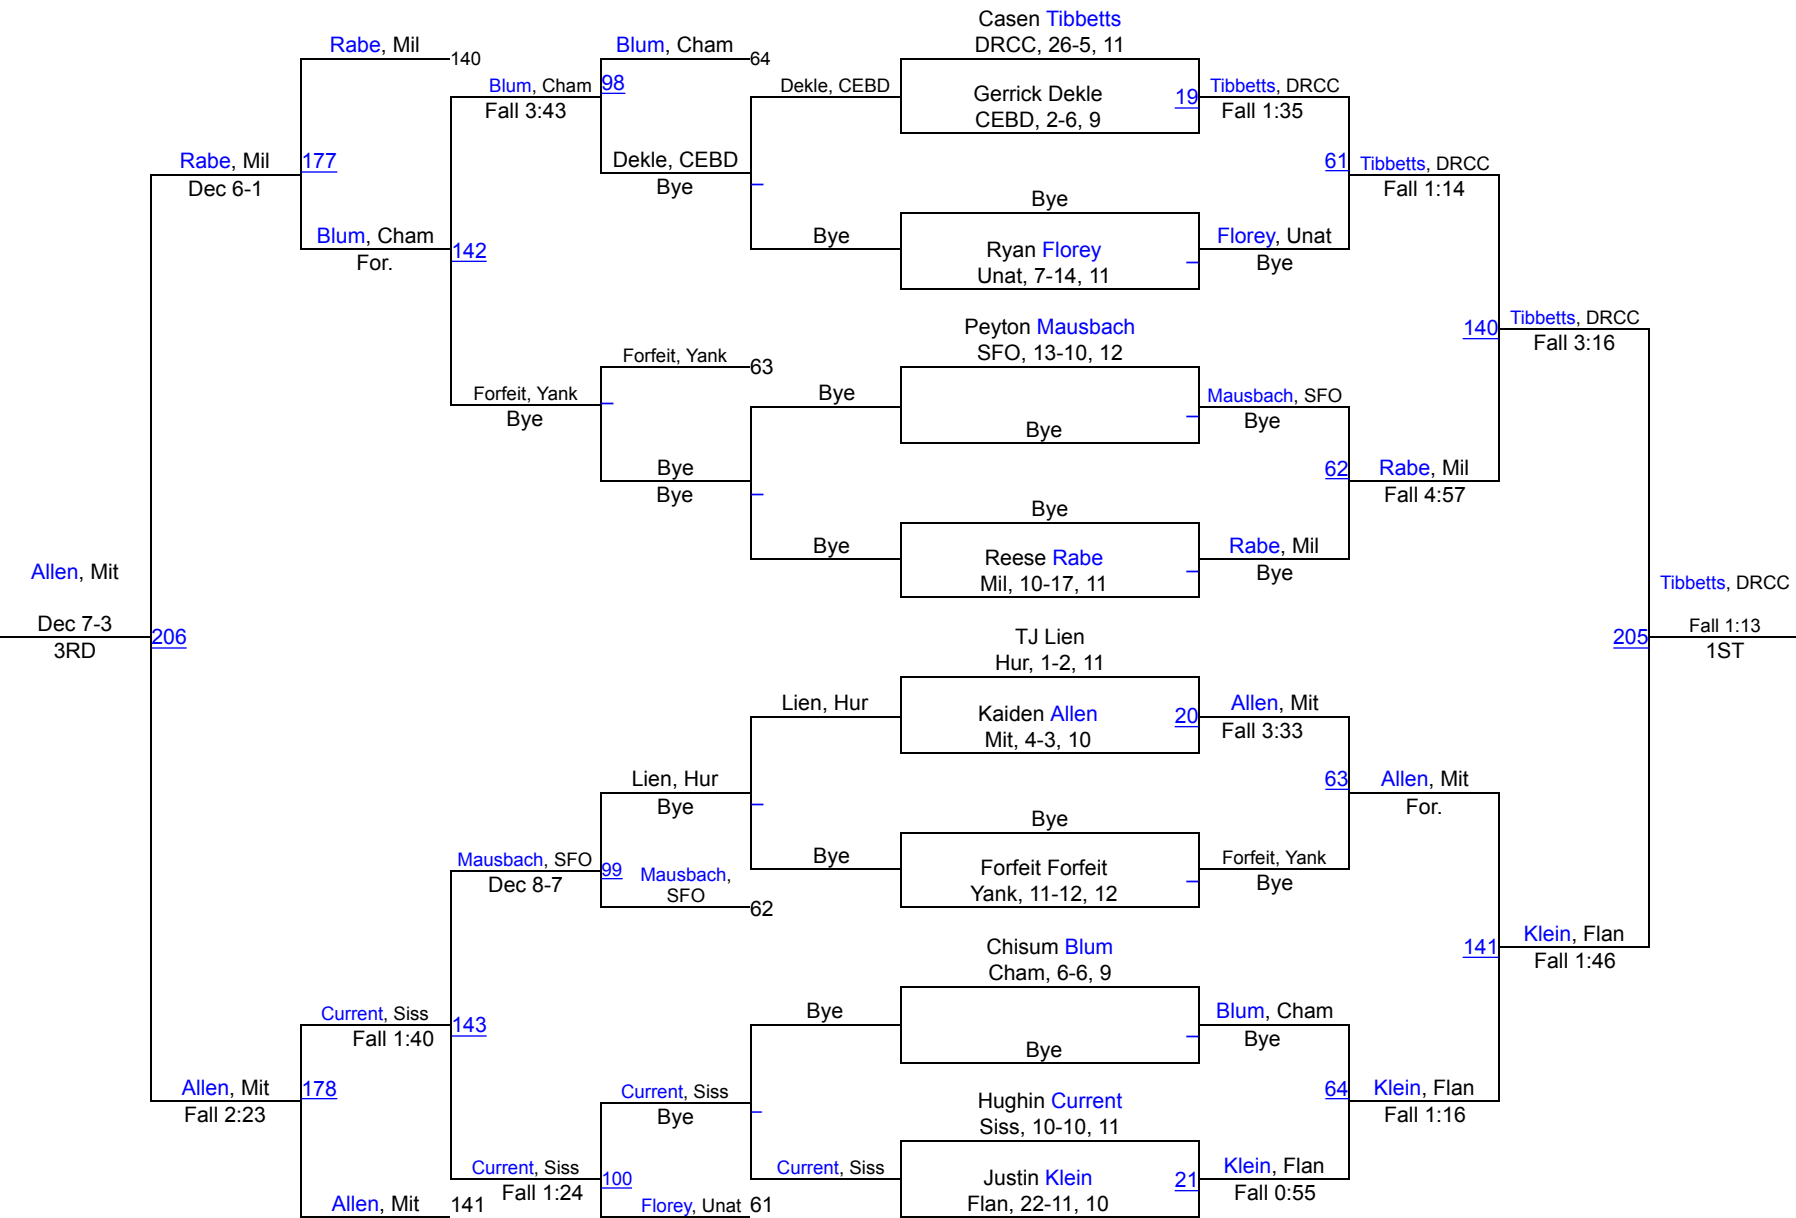 Casen Tibbetts
DRCC, 26-5, 11
Rabe, Mil
140
Blum, Cham
64
Blum, Cham
98
Fall 3:43
Dekle, CEBD
Gerrick Dekle
CEBD, 2-6, 9
19
Tibbetts, DRCC
Fall 1:35
Rabe, Mil
177
Dec 6-1
Dekle, CEBD
Bye
61
Tibbetts, DRCC
Fall 1:14
Bye
Blum, Cham
142
For.
Bye
Ryan Florey
Unat, 7-14, 11
Florey, Unat
Bye
Peyton Mausbach
SFO, 13-10, 12
140
Tibbetts, DRCC
Fall 3:16
Forfeit, Yank
63
Forfeit, Yank
Bye
Bye
Bye
Mausbach, SFO
Bye
Bye
Bye
62
Rabe, Mil
Fall 4:57
Bye
Bye
Reese Rabe
Mil, 10-17, 11
Rabe, Mil
Bye
Allen, Mit
Dec 7-3
3RD
206
Tibbetts, DRCC
205
Fall 1:13
1ST
TJ Lien
Hur, 1-2, 11
Lien, Hur
Kaiden Allen
Mit, 4-3, 10
20
Allen, Mit
Fall 3:33
Lien, Hur
Bye
63
Allen, Mit
For.
Bye
Bye
Forfeit Forfeit
Yank, 11-12, 12
Forfeit, Yank
Bye
Mausbach, SFO
Dec 8-7
99
Mausbach,
SFO
62
Chisum Blum
Cham, 6-6, 9
141
Klein, Flan
Fall 1:46
Current, Siss
143
Fall 1:40
Bye
Bye
Blum, Cham
Bye
Allen, Mit
178
Fall 2:23
Current, Siss
Bye
Hughin Current
Siss, 10-10, 11
64
Klein, Flan
Fall 1:16
Current, Siss
100
Fall 1:24
Current, Siss
Justin Klein
Flan, 22-11, 10
21
Klein, Flan
Fall 0:55
Allen, Mit
141
Florey, Unat
61